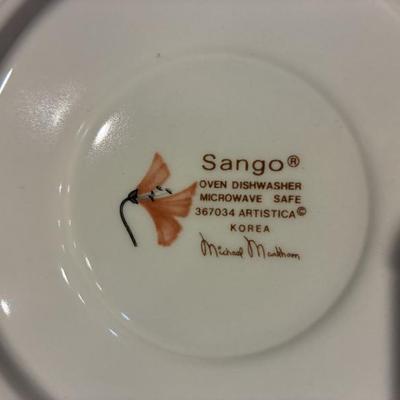 Sango®
OVEN DISHWASHER
MICROWAVE SAFE
367034 ARTISTICA©
KOREA
Michael Markham